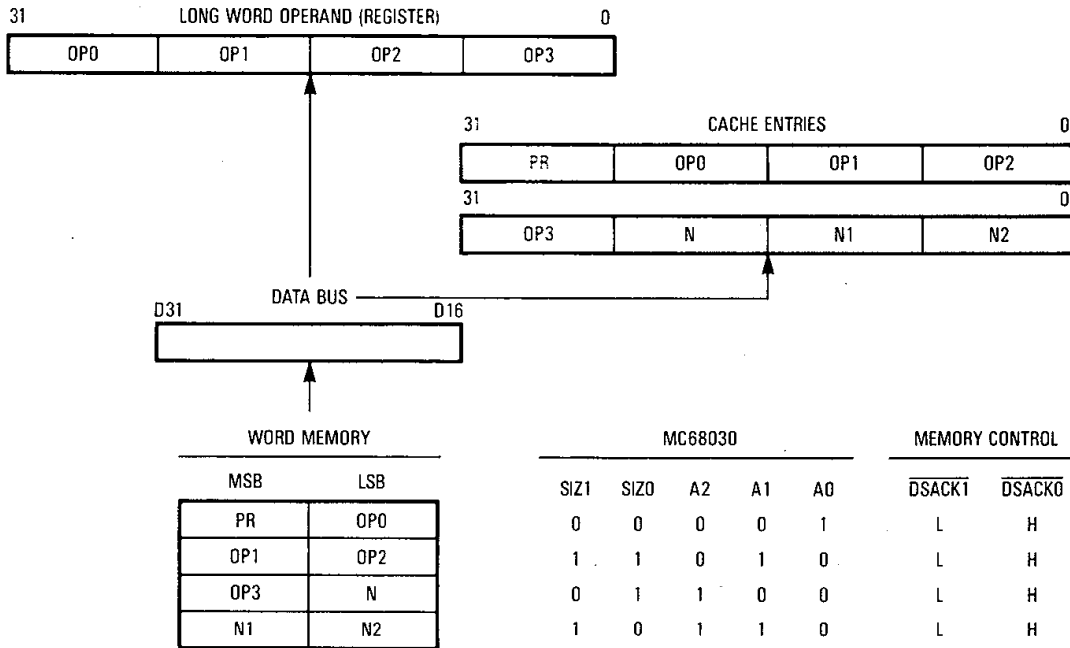 31 LONG WORD OPERAND (REGISTER) 0
OP0 OP1 OP2 OP3
31 CACHE ENTRIES 0
PR OP0 OP1 OP2
31 0
OP3 N N1 N2
DATA BUS
D31 D16
WORD MEMORY MC68030 MEMORY CONTROL
MSB LSB SIZ1 SIZ0 A2 A1 A0 DSACK1 DSACK0
PR OP0 0 0 0 0 1 L H
OP1 OP2 1 1 0 1 0 L H
OP3 N 0 1 1 0 0 L H
N1 N2 1 0 1 1 0 L H